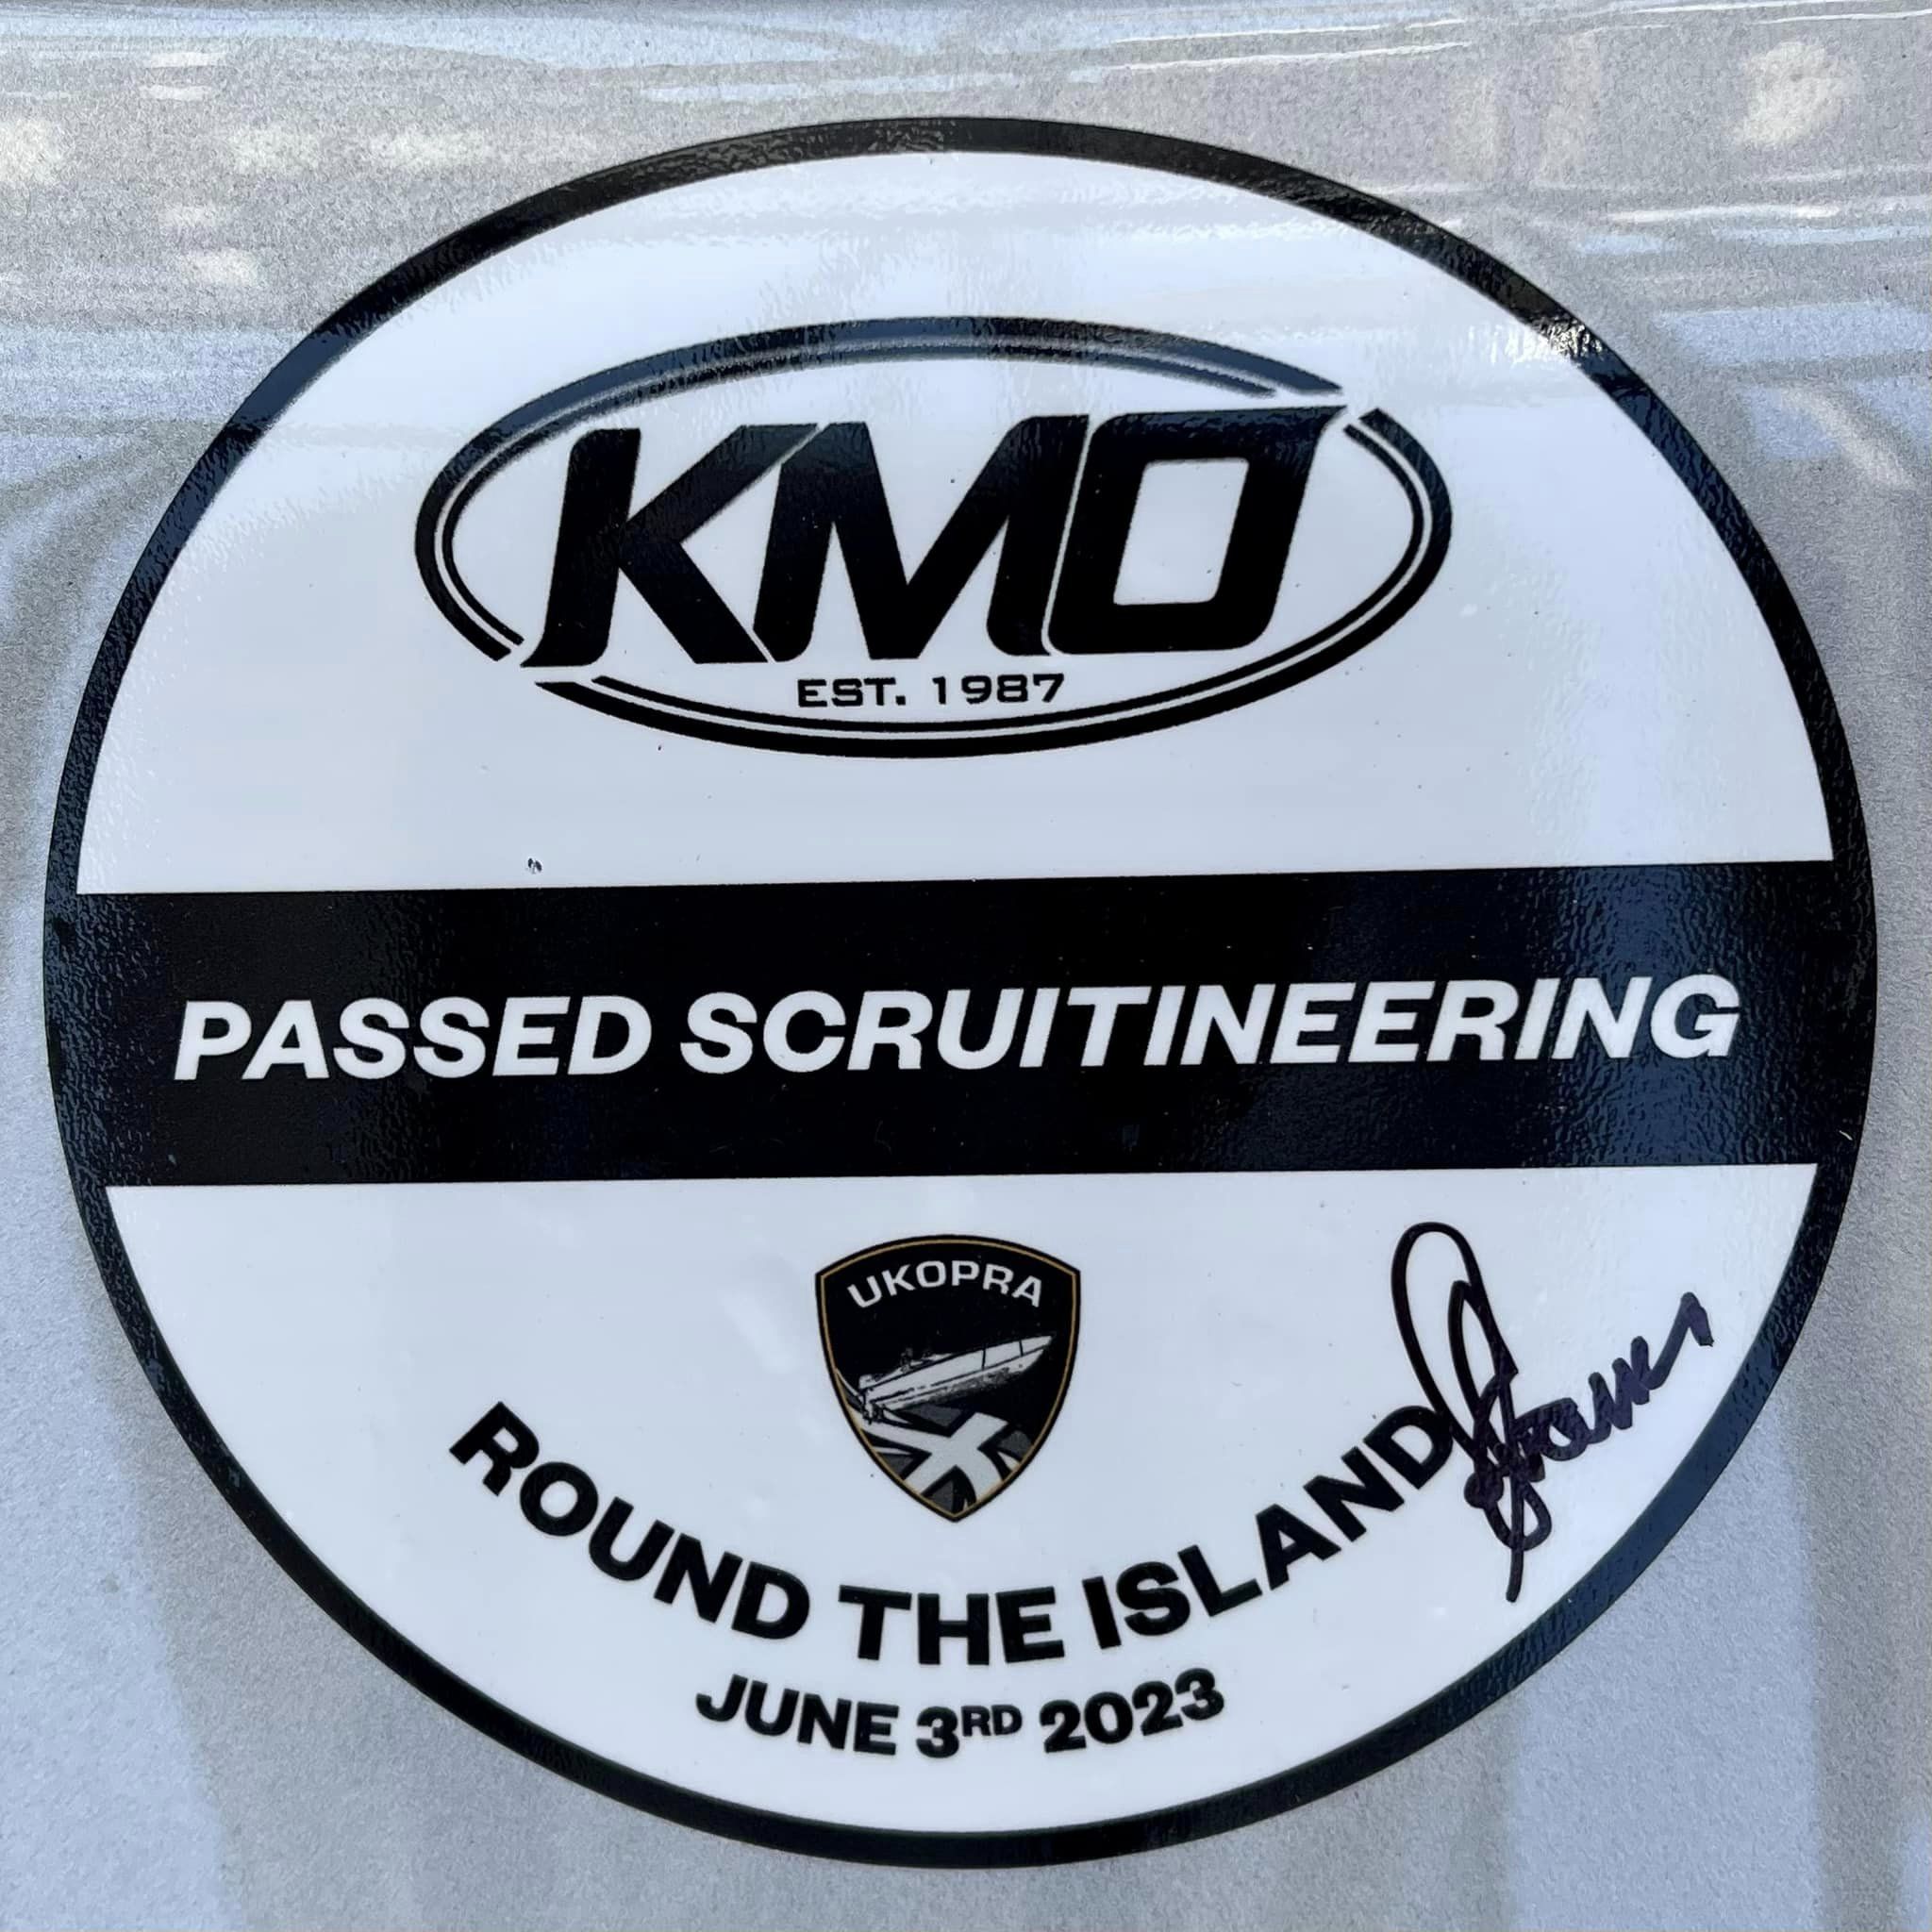 KMO
EST. 1987
PASSED SCRUITINEERING
UKOPRA
ROUND THE ISLAND
JUNE 3RD 2023